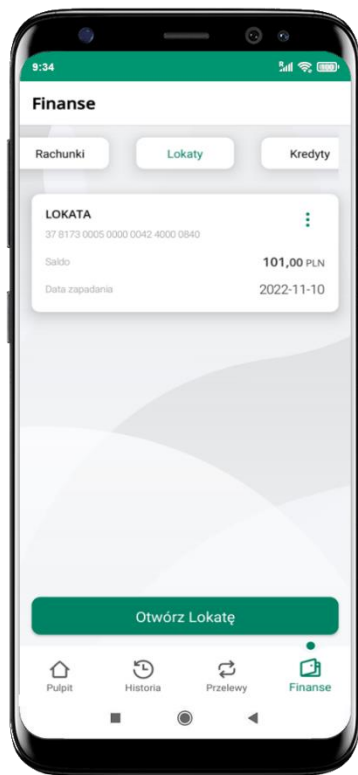 9:34
Finanse
Rachunki Lokaty Kredyty
LOKATA
37 8173 0005 0000 0042 4000 0840
Saldo 101,00 PLN
Data zapadania 2022-11-10
Otwórz Lokatę
Pulpit Historia Przelewy Finanse